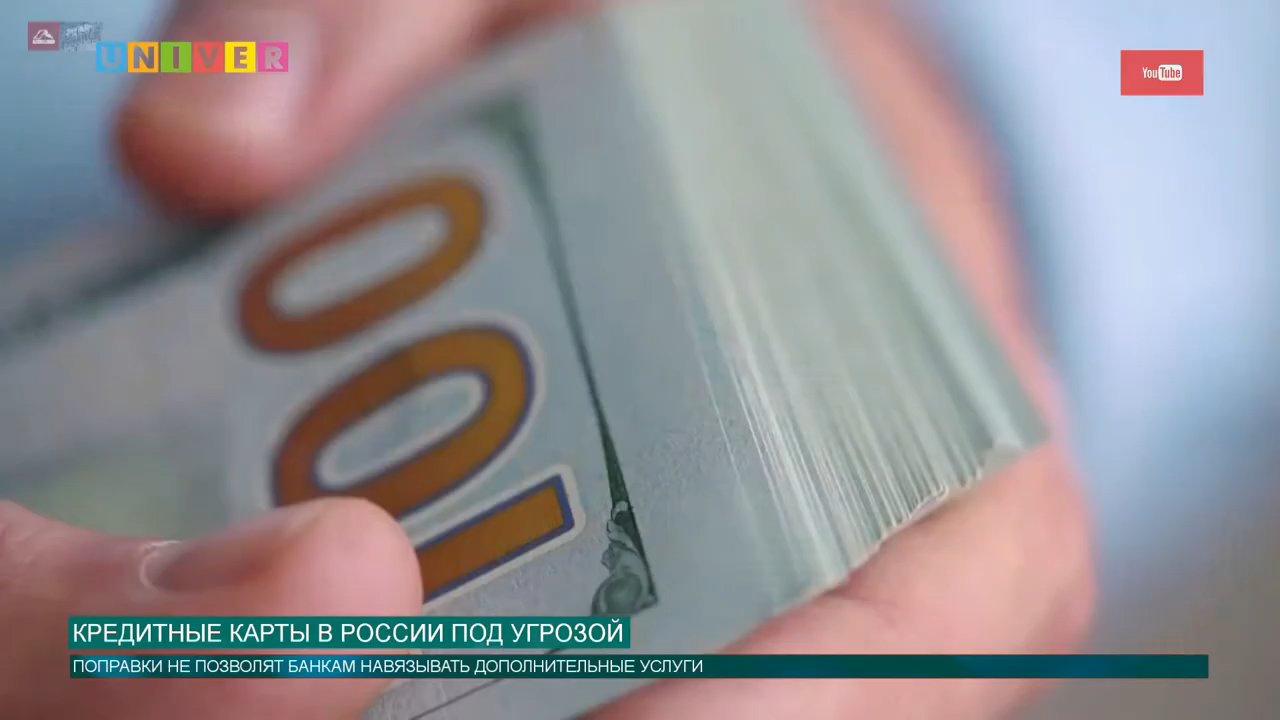 UNIVER
YouTube
100
КРЕДИТНЫЕ КАРТЫ В РОССИИ ПОД УГРОЗОЙ
ПОПРАВКИ НЕ ПОЗВОЛЯТ БАНКАМ НАВЯЗЫВАТЬ ДОПОЛНИТЕЛЬНЫЕ УСЛУГИ